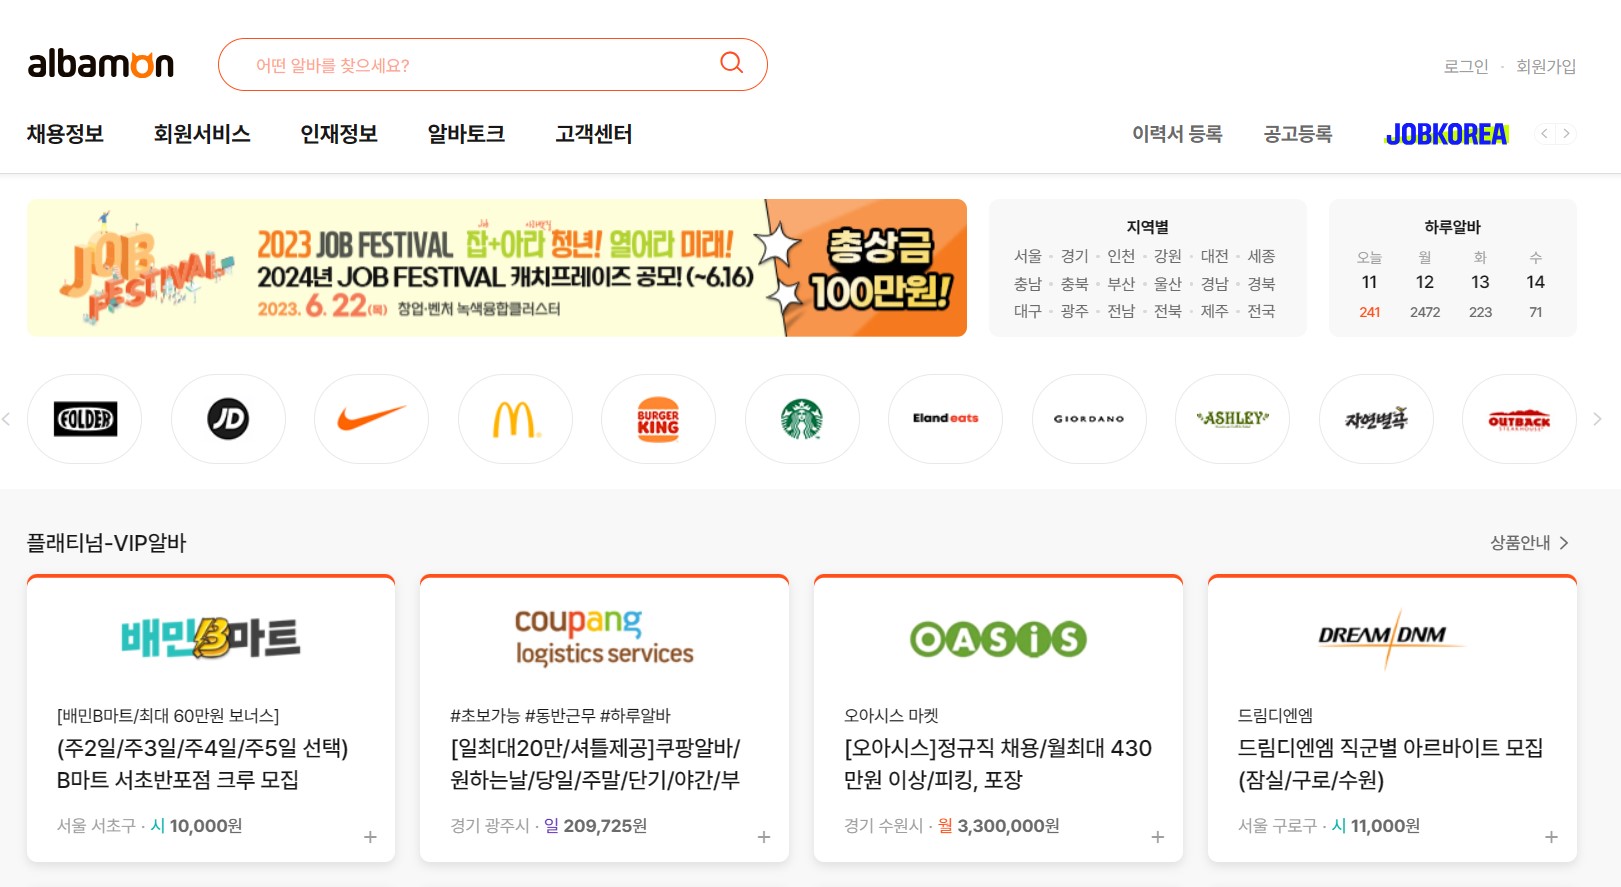 albamon
어떤 알바를 찾으세요?
로그인 · 회원가입
채용정보 회원서비스 인재정보 알바토크 고객센터
이력서 등록 공고등록 JOBKOREA
JOB FESTIVAL
2023 JOB FESTIVAL 잡+아라 청년! 열어라 미래!
2024년 JOB FESTIVAL 캐치프레이즈 공모! (~6.16)
2023. 6. 22(목) 창업·벤처 녹색융합클러스터
총상금
100만원!
지역별
서울 · 경기 · 인천 · 강원 · 대전 · 세종
충남 · 충북 · 부산 · 울산 · 경남 · 경북
대구 · 광주 · 전남 · 전북 · 제주 · 전국
하루알바
오늘 월 화 수
11 12 13 14
241 2472 223 71
FOLDER
JD
BURGER KING
Eland eats
GIORDANO
ASHLEY
자연별곡
OUTBACK
STEAKHOUSE
플래티넘-VIP알바
상품안내
배민B마트
[배민B마트/최대 60만원 보너스]
(주2일/주3일/주4일/주5일 선택)
B마트 서초반포점 크루 모집
서울 서초구 · 시 10,000원
coupang
logistics services
#초보가능 #동반근무 #하루알바
[일최대20만/셔틀제공]쿠팡알바/
원하는날/당일/주말/단기/야간/부
경기 광주시 · 일 209,725원
OASIS
오아시스 마켓
[오아시스]정규직 채용/월최대 430
만원 이상/피킹, 포장
경기 수원시 · 월 3,300,000원
DREAM/DNM
드림디엔엠
드림디엔엠 직군별 아르바이트 모집
(잠실/구로/수원)
서울 구로구 · 시 11,000원